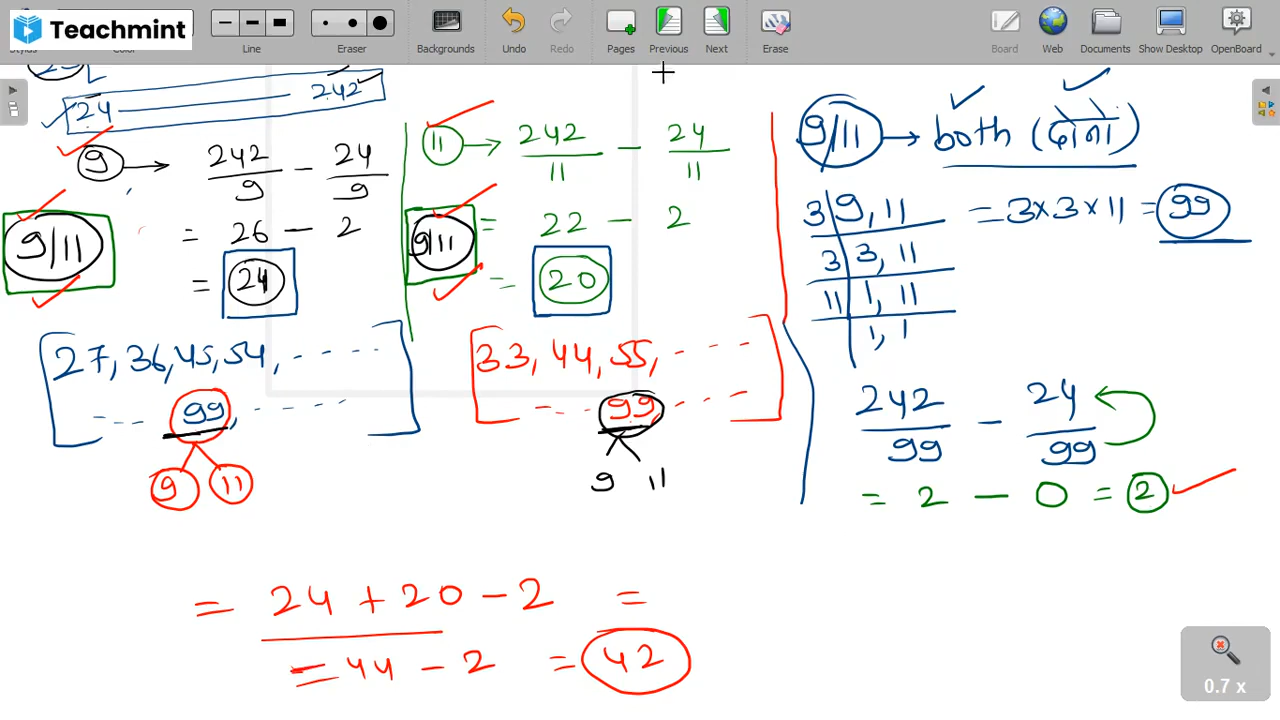 Teachmint
Line
Eraser
Backgrounds
Undo
Redo
Pages
Previous
Next
Erase
Board
Web
Documents
Show Desktop
OpenBoard
24 — 242
9 → 242/9 - 24/9
9/11 = 26 - 2
= 24
27, 36, 45, 54, ----
---- 99, ----
9 11
11 → 242/11 - 24/11
9/11 = 22 - 2
= 20
33, 44, 55, ----
---- 99, ----
9 11
9/11 → both (दोनो)
3 | 9, 11 = 3×3×11 = 99
3 | 3, 11
11 | 1, 11
1, 1
242/99 - 24/99
= 2 - 0 = 2
= 24 + 20 - 2 =
= 44 - 2 = 42
0.7 x